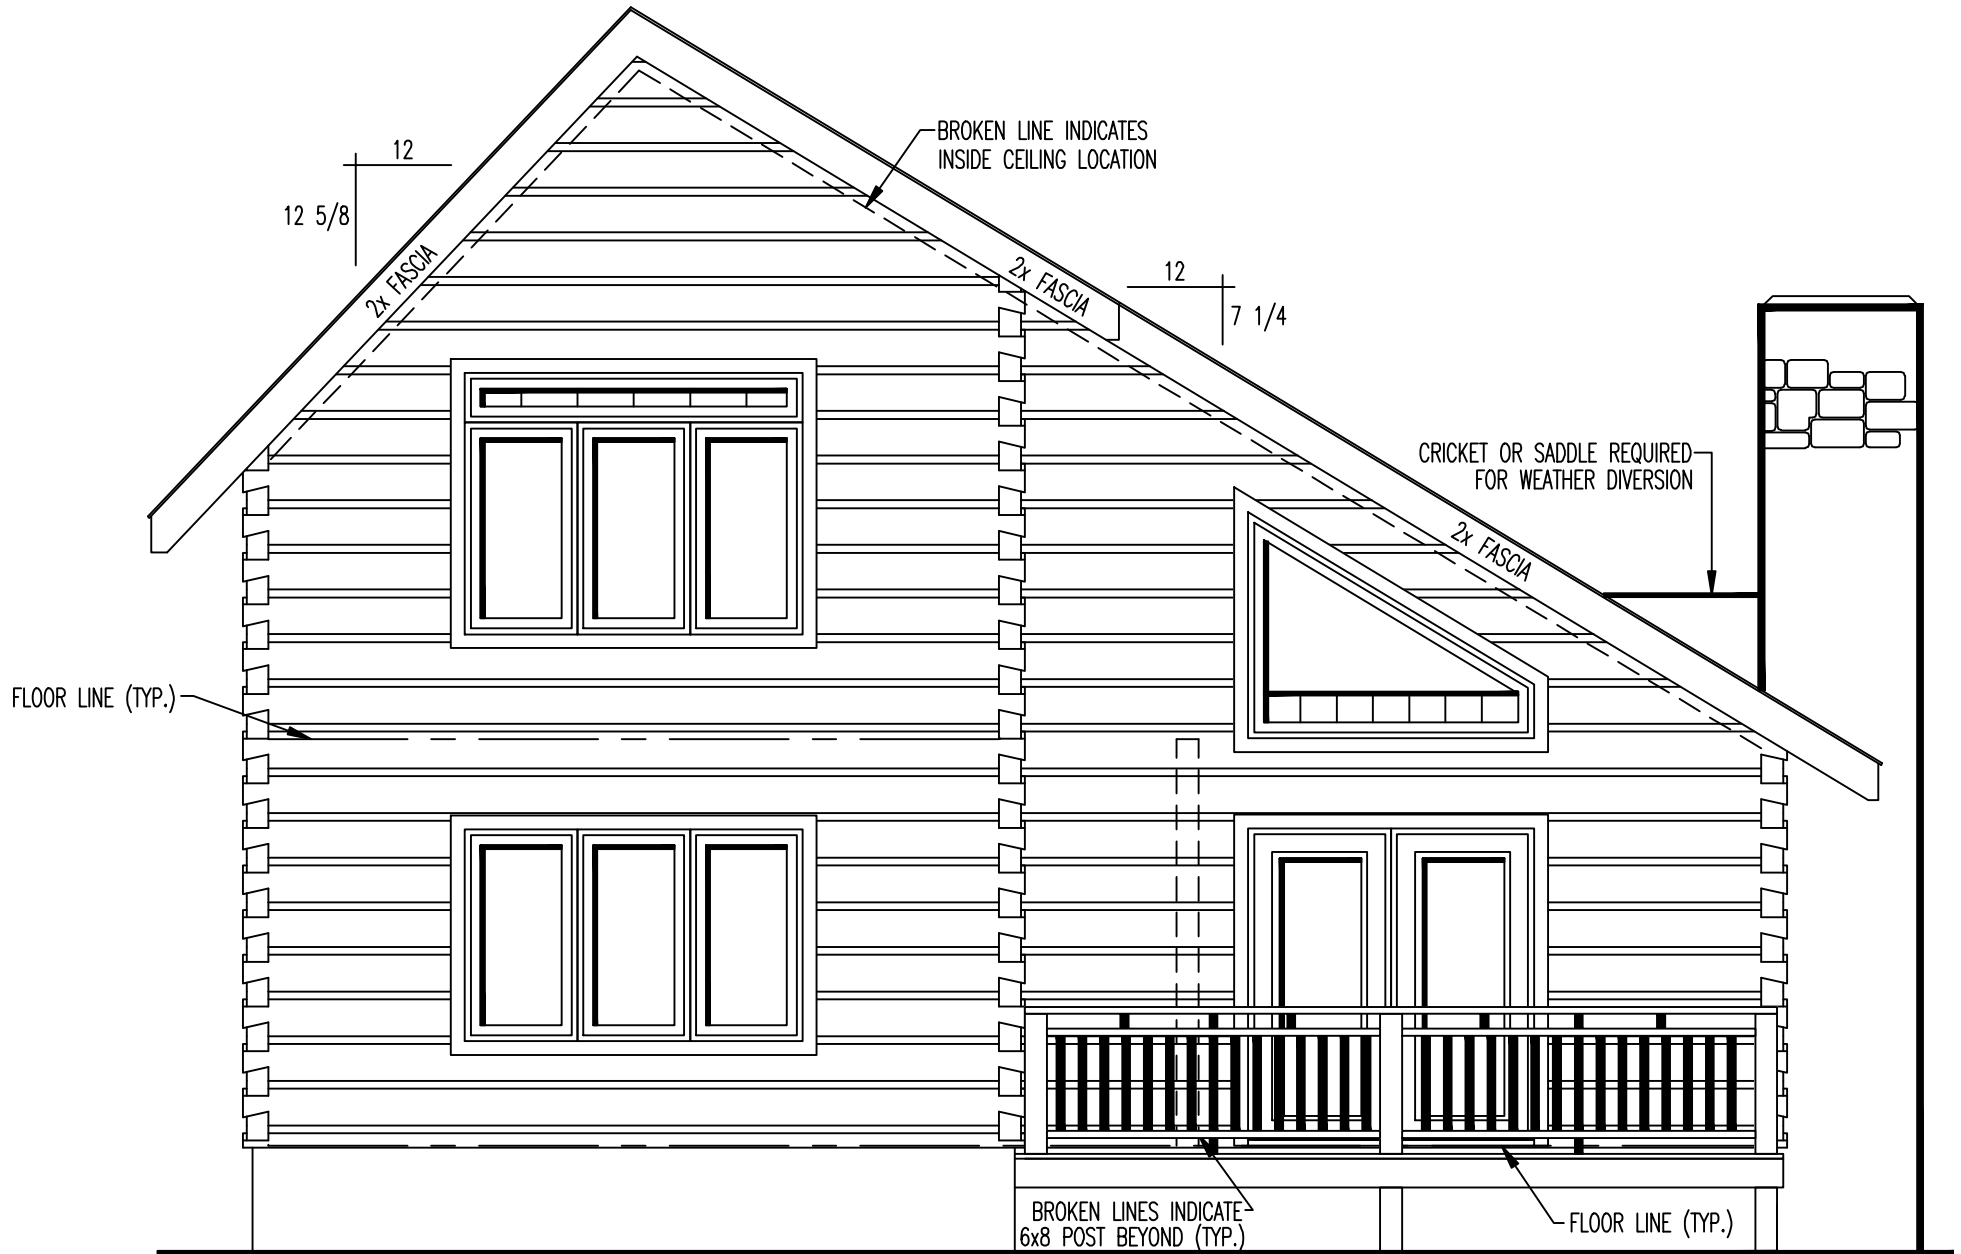 BROKEN LINE INDICATES
INSIDE CEILING LOCATION
12
12 5/8
2x FASCIA
2x FASCIA
12
7 1/4
CRICKET OR SADDLE REQUIRED
FOR WEATHER DIVERSION
2x FASCIA
FLOOR LINE (TYP.)
BROKEN LINES INDICATE
6x8 POST BEYOND (TYP.)
FLOOR LINE (TYP.)